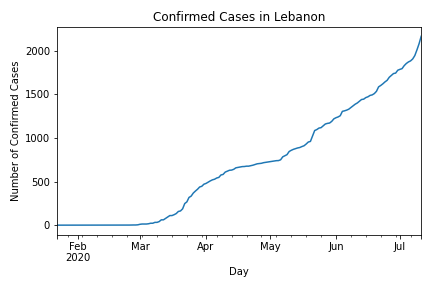 Confirmed Cases in Lebanon
Number of Confirmed Cases
2000
1500
1000
500
0
Feb Mar Apr May Jun Jul
2020
Day